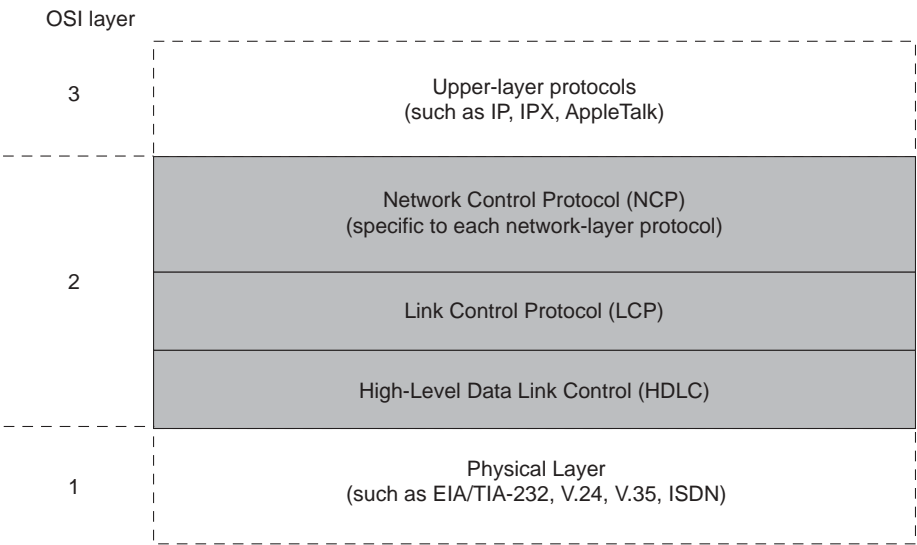 OSI layer
3
Upper-layer protocols
(such as IP, IPX, AppleTalk)
Network Control Protocol (NCP)
(specific to each network-layer protocol)
2
Link Control Protocol (LCP)
High-Level Data Link Control (HDLC)
1
Physical Layer
(such as EIA/TIA-232, V.24, V.35, ISDN)